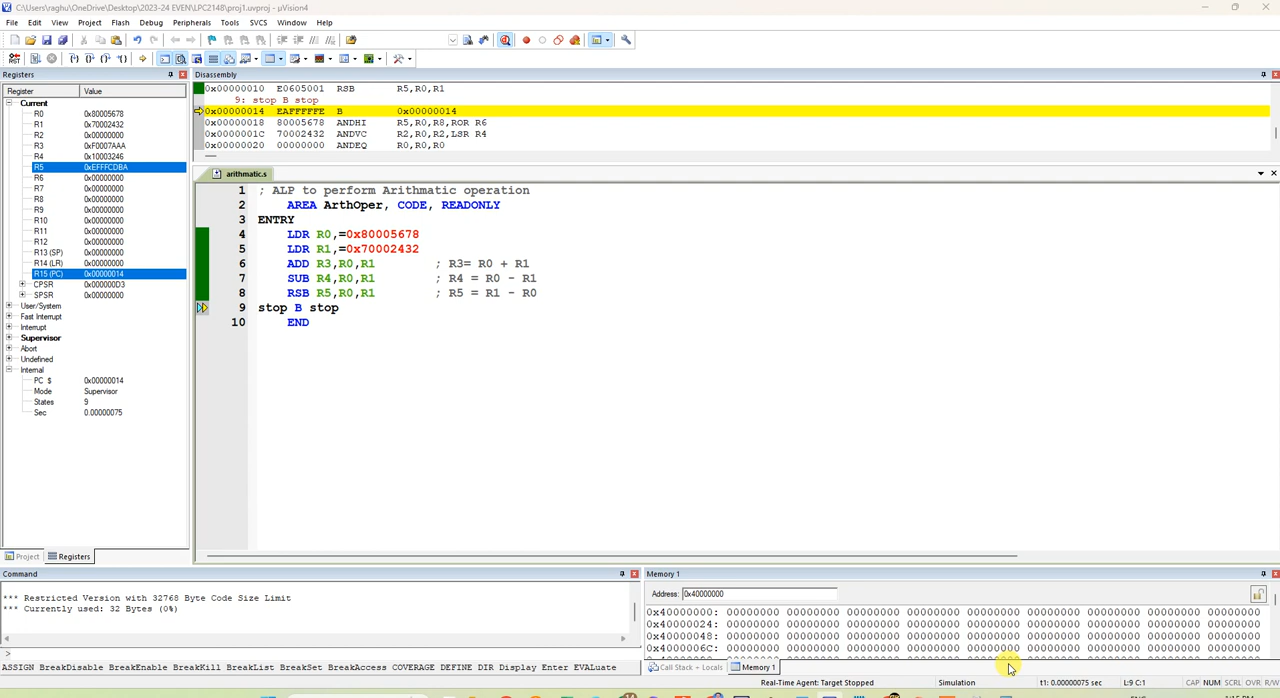 C:\Users\raghu\OneDrive\Desktop\2023-24 EVEN\LPC2148\proj1.uvproj - µVision4
File Edit View Project Flash Debug Peripherals Tools SVCS Window Help
Registers
Register Value
Current
R0 0x80005678
R1 0x70002432
R2 0x00000000
R3 0xF0007AAA
R4 0x10003246
R5 0xEFFFCDBA
R6 0x00000000
R7 0x00000000
R8 0x00000000
R9 0x00000000
R10 0x00000000
R11 0x00000000
R12 0x00000000
R13 (SP) 0x00000000
R14 (LR) 0x00000000
R15 (PC) 0x00000014
CPSR 0x000000D3
SPSR 0x00000000
User/System
Fast Interrupt
Interrupt
Supervisor
Abort
Undefined
Internal
PC $ 0x00000014
Mode Supervisor
States 9
Sec 0.00000075
Project Registers
Disassembly
0x00000010 E0605001 RSB R5,R0,R1
9: stop B stop
0x00000014 EAFFFFFE B 0x00000014
0x00000018 80005678 ANDHI R5,R0,R8,ROR R6
0x0000001C 70002432 ANDVC R2,R0,R2,LSR R4
0x00000020 00000000 ANDEQ R0,R0,R0
arithmatic.s
1 ; ALP to perform Arithmatic operation
2 AREA ArthOper, CODE, READONLY
3 ENTRY
4 LDR R0,=0x80005678
5 LDR R1,=0x70002432
6 ADD R3,R0,R1 ; R3= R0 + R1
7 SUB R4,R0,R1 ; R4 = R0 - R1
8 RSB R5,R0,R1 ; R5 = R1 - R0
9 stop B stop
10 END
Command
*** Restricted Version with 32768 Byte Code Size Limit
*** Currently used: 32 Bytes (0%)
>
ASSIGN BreakDisable BreakEnable BreakKill BreakList BreakSet BreakAccess COVERAGE DEFINE DIR Display Enter EVALuate
Memory 1
Address: 0x40000000
0x40000000: 00000000 00000000 00000000 00000000 00000000 00000000 00000000 00000000 00000000
0x40000024: 00000000 00000000 00000000 00000000 00000000 00000000 00000000 00000000 00000000
0x40000048: 00000000 00000000 00000000 00000000 00000000 00000000 00000000 00000000 00000000
0x4000006C: 00000000 00000000 00000000 00000000 00000000 00000000 00000000 00000000 00000000
Call Stack + Locals Memory 1
Real-Time Agent: Target Stopped Simulation t1: 0.00000075 sec L:9 C:1 CAP NUM SCRL OVR R/W